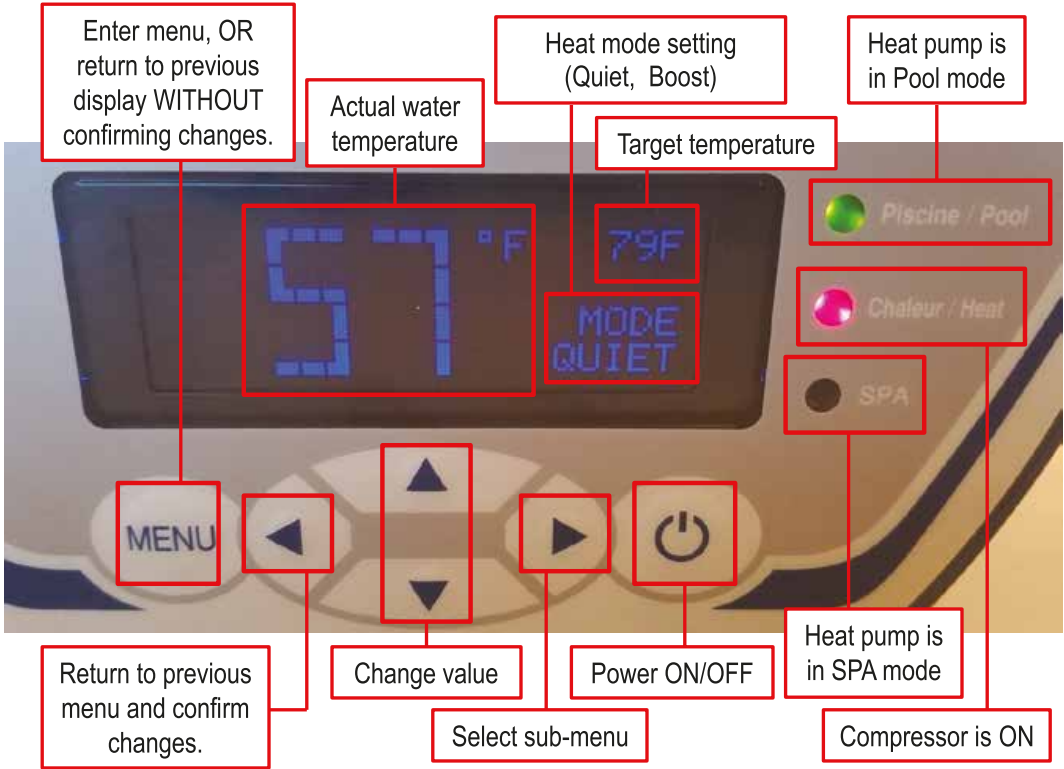 Enter menu, OR
return to previous
display WITHOUT
confirming changes.
Actual water
temperature
Heat mode setting
(Quiet, Boost)
Target temperature
Heat pump is
in Pool mode
57 °F
79F
MODE
QUIET
Piscine / Pool
Chaleur / Heat
SPA
MENU
Return to previous
menu and confirm
changes.
Change value
Select sub-menu
Power ON/OFF
Heat pump is
in SPA mode
Compressor is ON